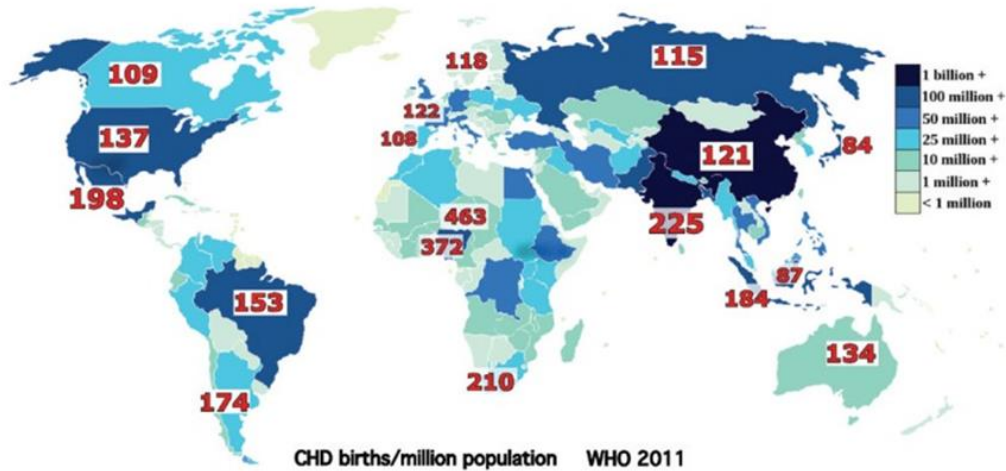 118
115
109
1 billion +
100 million +
50 million +
25 million +
10 million +
1 million +
< 1 million
122
137
108
84
121
198
463
225
372
87
153
184
134
174
210
CHD births/million population WHO 2011